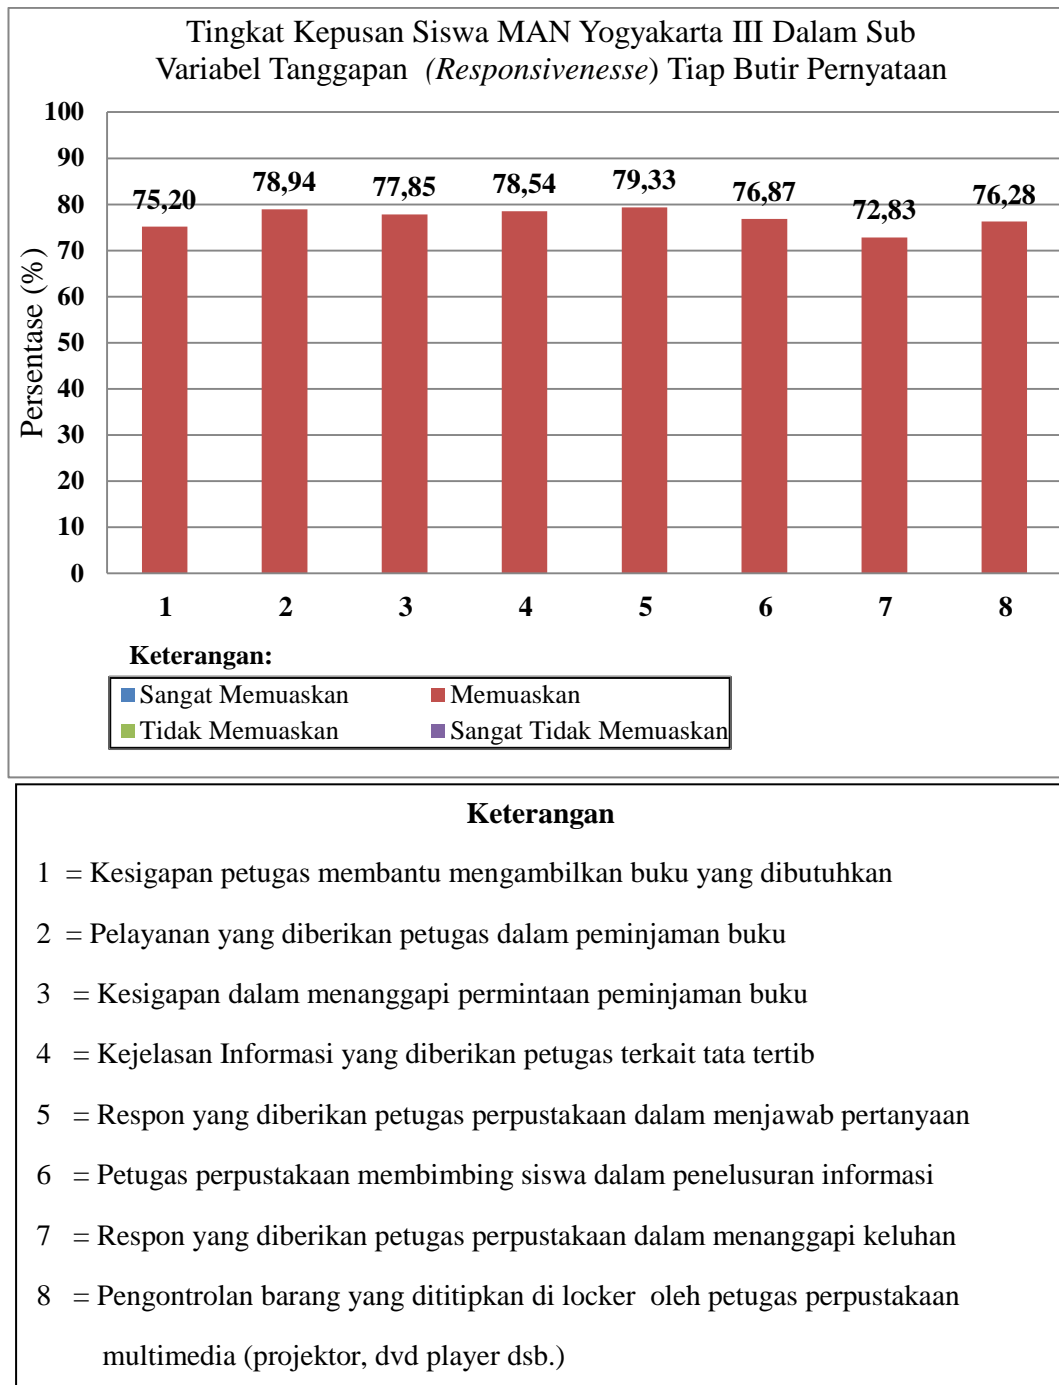 Tingkat Kepusan Siswa MAN Yogyakarta III Dalam Sub
Variabel Tanggapan (Responsivenesse) Tiap Butir Pernyataan
Persentase (%)
100
90
80
70
60
50
40
30
20
10
0
75,20 78,94 77,85 78,54 79,33 76,87 72,83 76,28
1 2 3 4 5 6 7 8
Keterangan:
Sangat Memuaskan Memuaskan
Tidak Memuaskan Sangat Tidak Memuaskan
Keterangan
1 = Kesigapan petugas membantu mengambilkan buku yang dibutuhkan
2 = Pelayanan yang diberikan petugas dalam peminjaman buku
3 = Kesigapan dalam menanggapi permintaan peminjaman buku
4 = Kejelasan Informasi yang diberikan petugas terkait tata tertib
5 = Respon yang diberikan petugas perpustakaan dalam menjawab pertanyaan
6 = Petugas perpustakaan membimbing siswa dalam penelusuran informasi
7 = Respon yang diberikan petugas perpustakaan dalam menanggapi keluhan
8 = Pengontrolan barang yang dititipkan di locker oleh petugas perpustakaan
multimedia (projektor, dvd player dsb.)